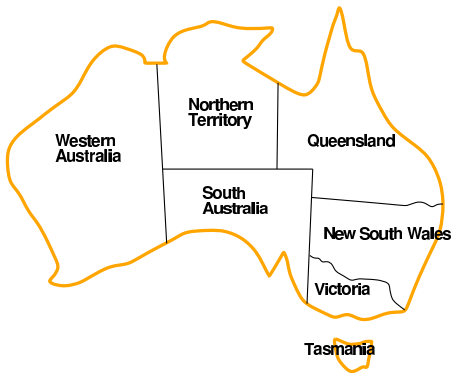 Northern
Territory
Western
Australia
Queensland
South
Australia
New South Wales
Victoria
Tasmania